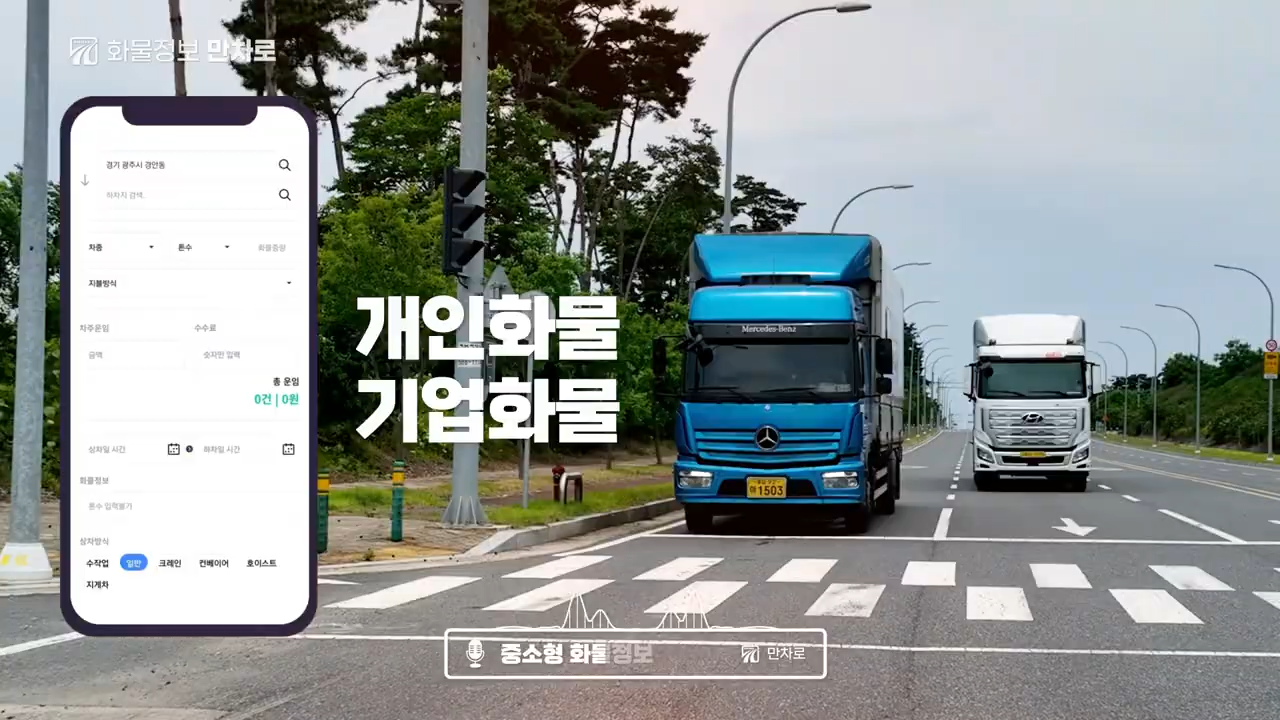 화물정보 만차로
경기 광주시 경안동
하차지 검색.
차종 톤수 화물중량
지불방식
차주운임 수수료
금액 숫자만 입력
총 운임
0건 | 0원
상차일 시간 하차일 시간
화물정보
톤수 입력불가
상차방식
수작업 일반 크레인 컨베이어 호이스트
지게차
개인화물
기업화물
Mercedes-Benz
1503
중소형 화물정보 만차로